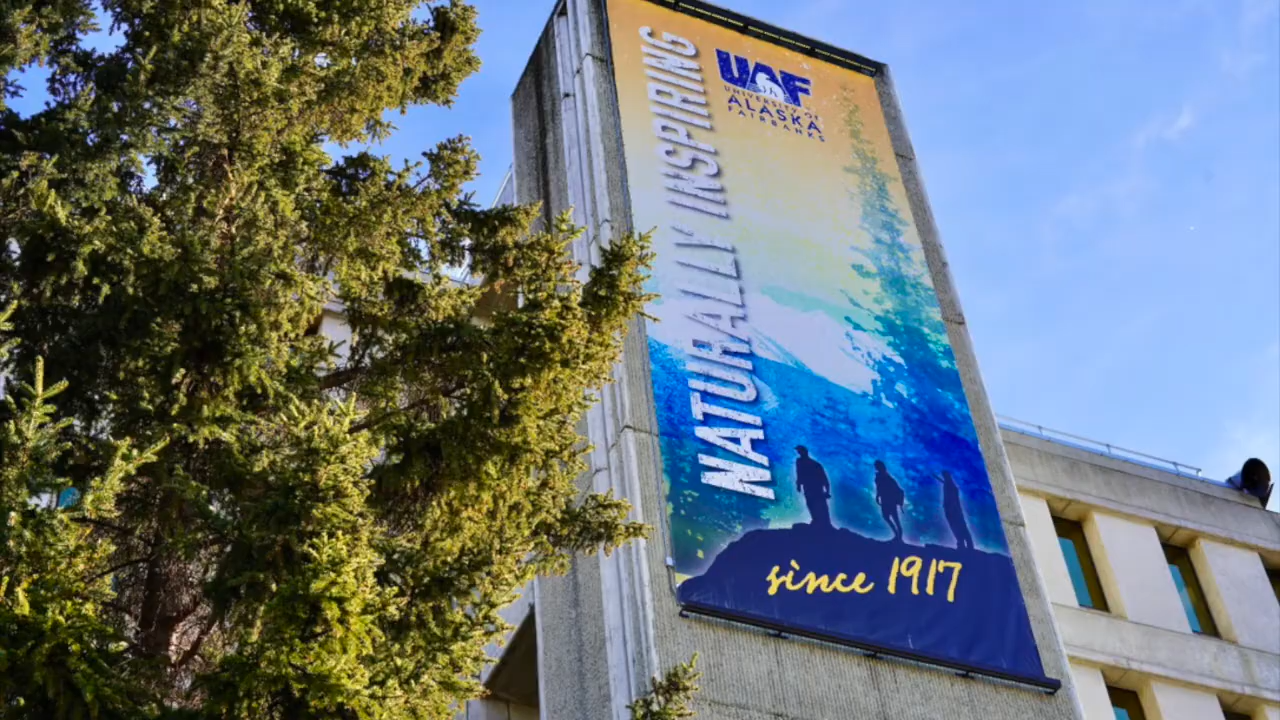 NATURALLY INSPIRING
UAF
UNIVERSITY OF
ALASKA
FAIRBANKS
since 1917